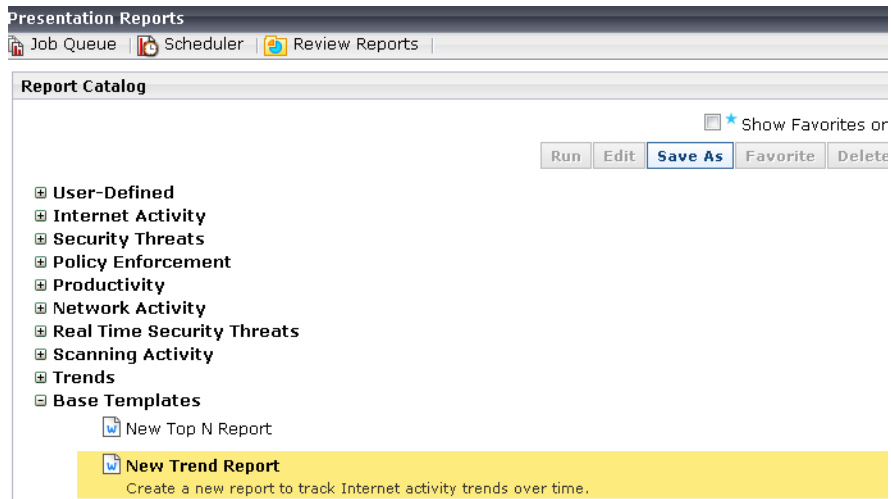 Presentation Reports
Job Queue | Scheduler | Review Reports |
Report Catalog
Show Favorites or
Run Edit Save As Favorite Delete
User-Defined
Internet Activity
Security Threats
Policy Enforcement
Productivity
Network Activity
Real Time Security Threats
Scanning Activity
Trends
Base Templates
New Top N Report
New Trend Report
Create a new report to track Internet activity trends over time.